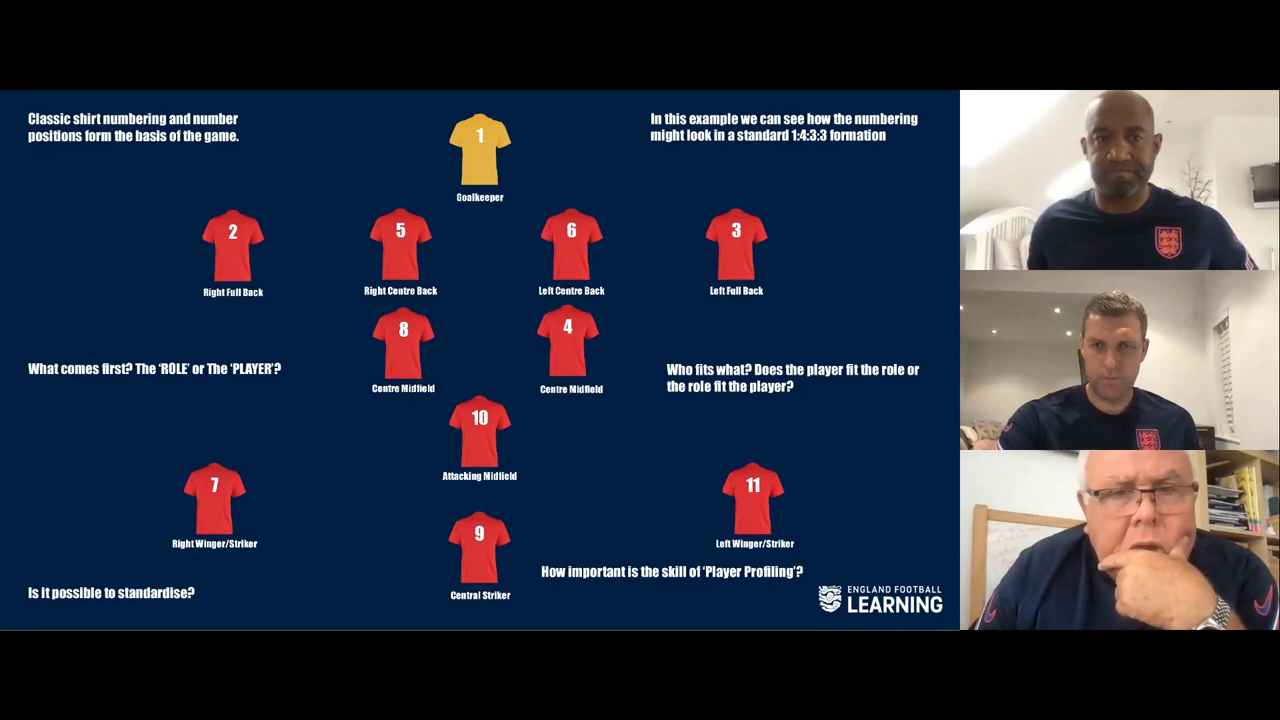 Classic shirt numbering and number
positions form the basis of the game.
In this example we can see how the numbering
might look in a standard 1:4:3:3 formation
1
Goalkeeper
2
Right Full Back
5
Right Centre Back
6
Left Centre Back
3
Left Full Back
8
Centre Midfield
4
Centre Midfield
What comes first? The ‘ROLE’ or The ‘PLAYER’?
Who fits what? Does the player fit the role or
the role fit the player?
10
Attacking Midfield
7
Right Winger/Striker
11
Left Winger/Striker
9
Central Striker
How important is the skill of ‘Player Profiling’?
Is it possible to standardise?
ENGLAND FOOTBALL
LEARNING